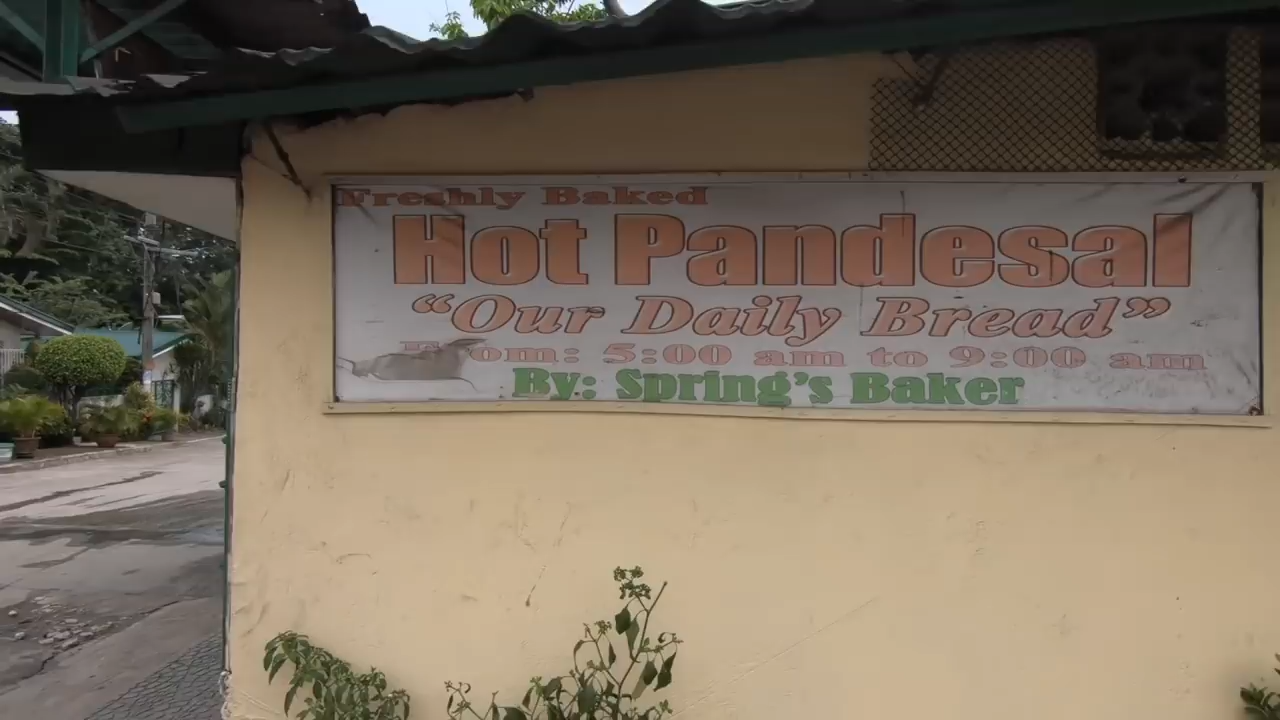 Freshly Baked
Hot Pandesal
“Our Daily Bread”
From: 5:00 am to 9:00 am
By: Spring's Baker